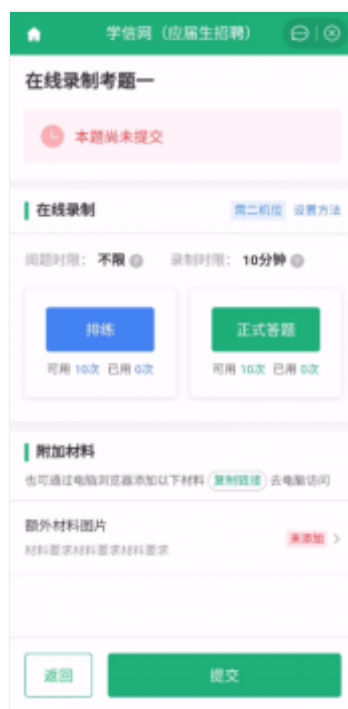 学信网（应届生招聘）
在线录制考题一
本题尚未提交
在线录制 需二机位 设置方法
阅题时限： 不限 录制时限： 10分钟
排练 正式答题
可用 10次 已用 0次 可用 10次 已用 0次
附加材料
也可通过电脑浏览器添加以下材料 复制链接 去电脑访问
额外材料图片
材料要求材料要求材料要求
未添加
返回 提交